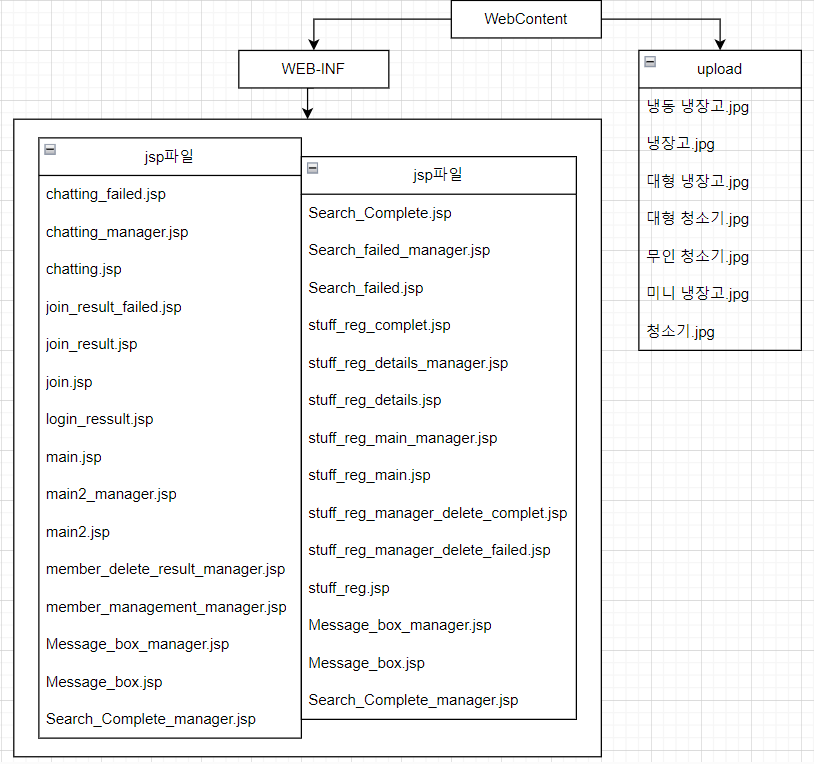 WebContent
WEB-INF
upload
냉동 냉장고.jpg
냉장고.jpg
대형 냉장고.jpg
대형 청소기.jpg
무인 청소기.jpg
미니 냉장고.jpg
청소기.jpg
jsp파일
chatting_failed.jsp
chatting_manager.jsp
chatting.jsp
join_result_failed.jsp
join_result.jsp
join.jsp
login_ressult.jsp
main.jsp
main2_manager.jsp
main2.jsp
member_delete_result_manager.jsp
member_management_manager.jsp
Message_box_manager.jsp
Message_box.jsp
Search_Complete_manager.jsp
jsp파일
Search_Complete.jsp
Search_failed_manager.jsp
Search_failed.jsp
stuff_reg_complet.jsp
stuff_reg_details_manager.jsp
stuff_reg_details.jsp
stuff_reg_main_manager.jsp
stuff_reg_main.jsp
stuff_reg_manager_delete_complet.jsp
stuff_reg_manager_delete_failed.jsp
stuff_reg.jsp
Message_box_manager.jsp
Message_box.jsp
Search_Complete_manager.jsp